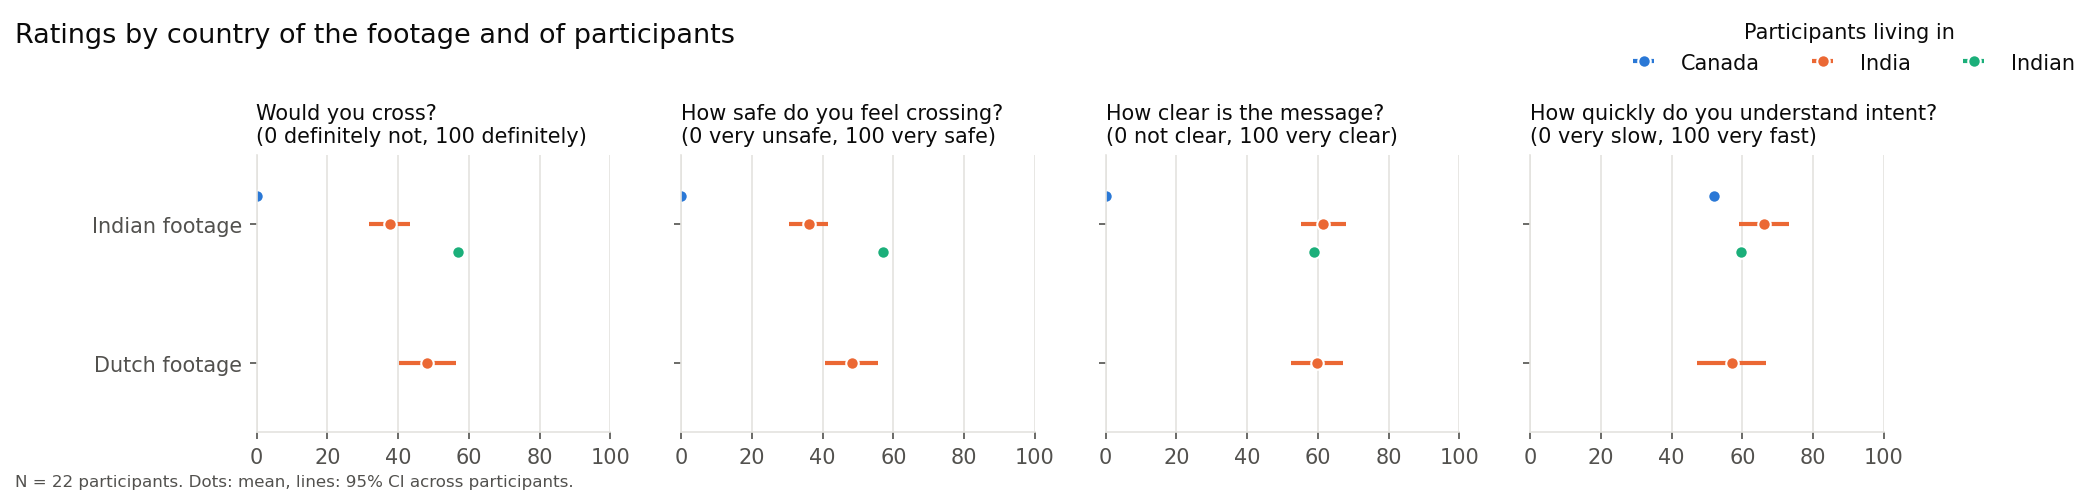 Ratings by country of the footage and of participants
Participants living in
Canada India Indian
Would you cross?
(0 definitely not, 100 definitely)
How safe do you feel crossing?
(0 very unsafe, 100 very safe)
How clear is the message?
(0 not clear, 100 very clear)
How quickly do you understand intent?
(0 very slow, 100 very fast)
Indian footage
Dutch footage
0 20 40 60 80 100
0 20 40 60 80 100
0 20 40 60 80 100
0 20 40 60 80 100
N = 22 participants. Dots: mean, lines: 95% CI across participants.